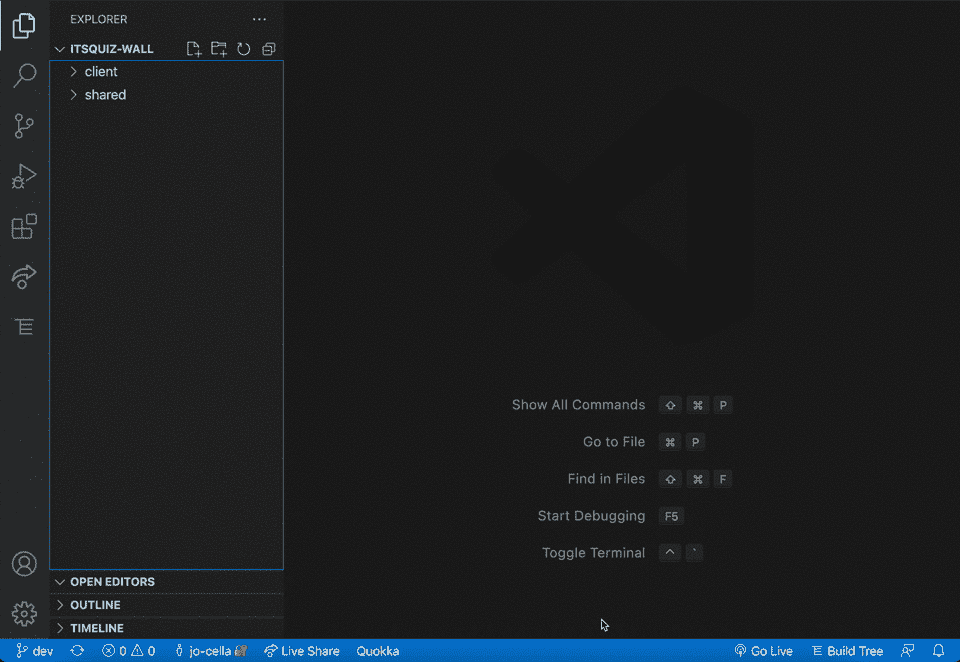 EXPLORER
ITSQUIZ-WALL
client
shared
Show All Commands ⇧ ⌘ P
Go to File ⌘ P
Find in Files ⇧ ⌘ F
Start Debugging F5
Toggle Terminal ^ `
OPEN EDITORS
OUTLINE
TIMELINE
dev 0 0 jo-cella Live Share Quokka Go Live Build Tree